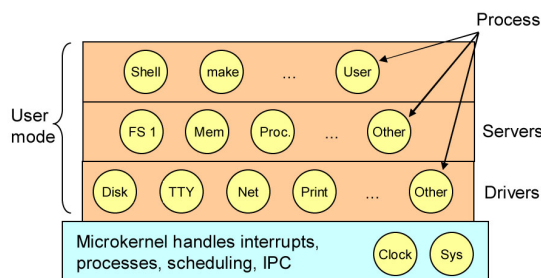 Process
Shell
make
...
User
User
mode
FS 1
Mem
Proc.
...
Other
Servers
Disk
TTY
Net
Print
...
Other
Drivers
Microkernel handles interrupts,
processes, scheduling, IPC
Clock
Sys